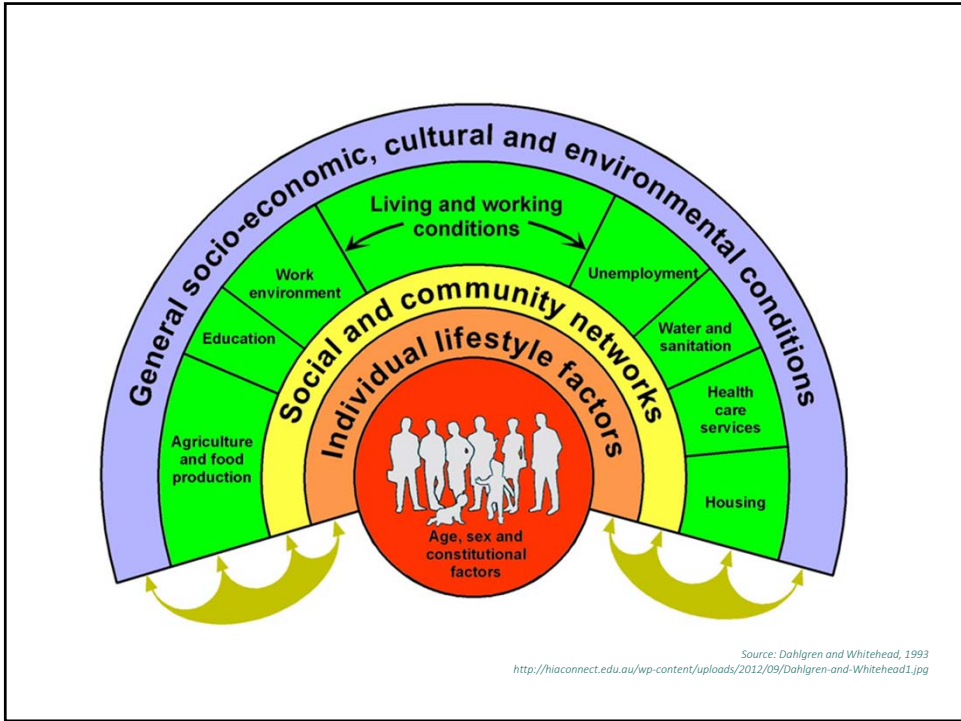 General socio-economic, cultural and environmental conditions
Living and working
conditions
Work
environment
Unemployment
Education
Water and
sanitation
Agriculture
and food
production
Health
care
services
Housing
Social and community networks
Individual lifestyle factors
Age, sex and
constitutional
factors
Source: Dahlgren and Whitehead, 1993
http://hiaconnect.edu.au/wp-content/uploads/2012/09/Dahlgren-and-Whitehead1.jpg